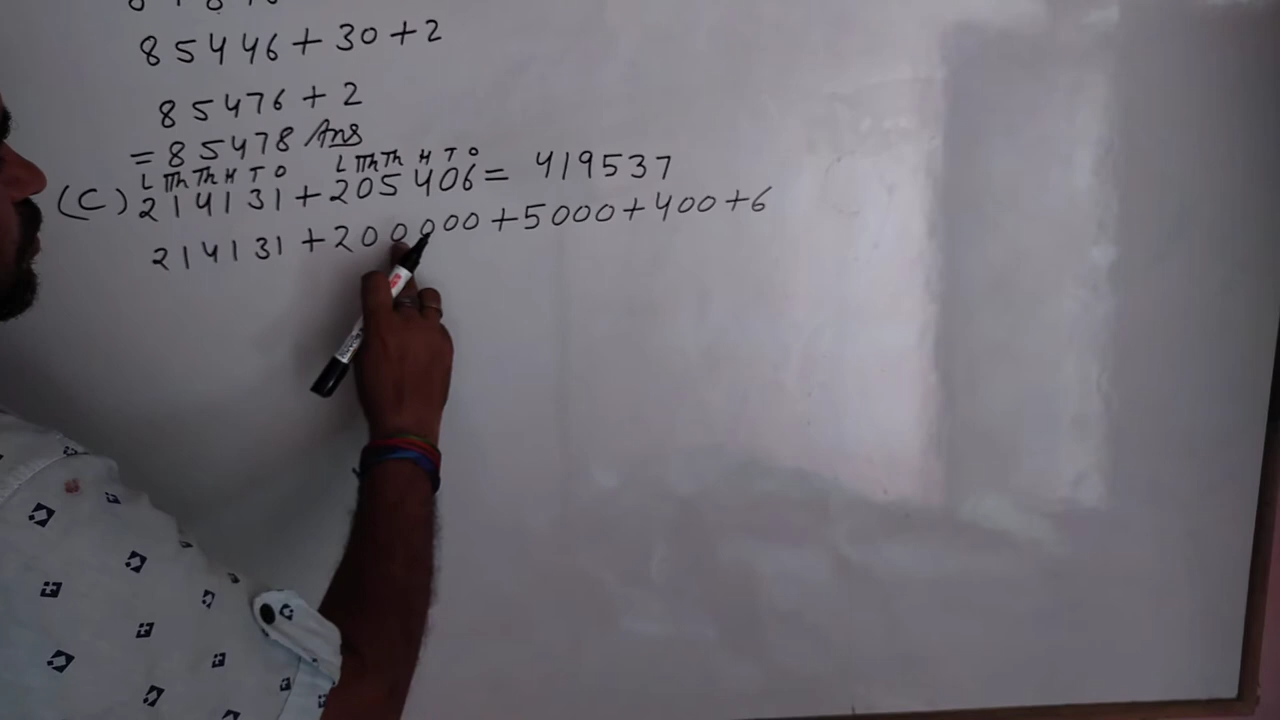 85446+30+2
85476+2
=85478 Ans
L TTh Th H T O L TTh Th H T O
(C) 214131+205406= 419537
214131+200000+5000+400+6